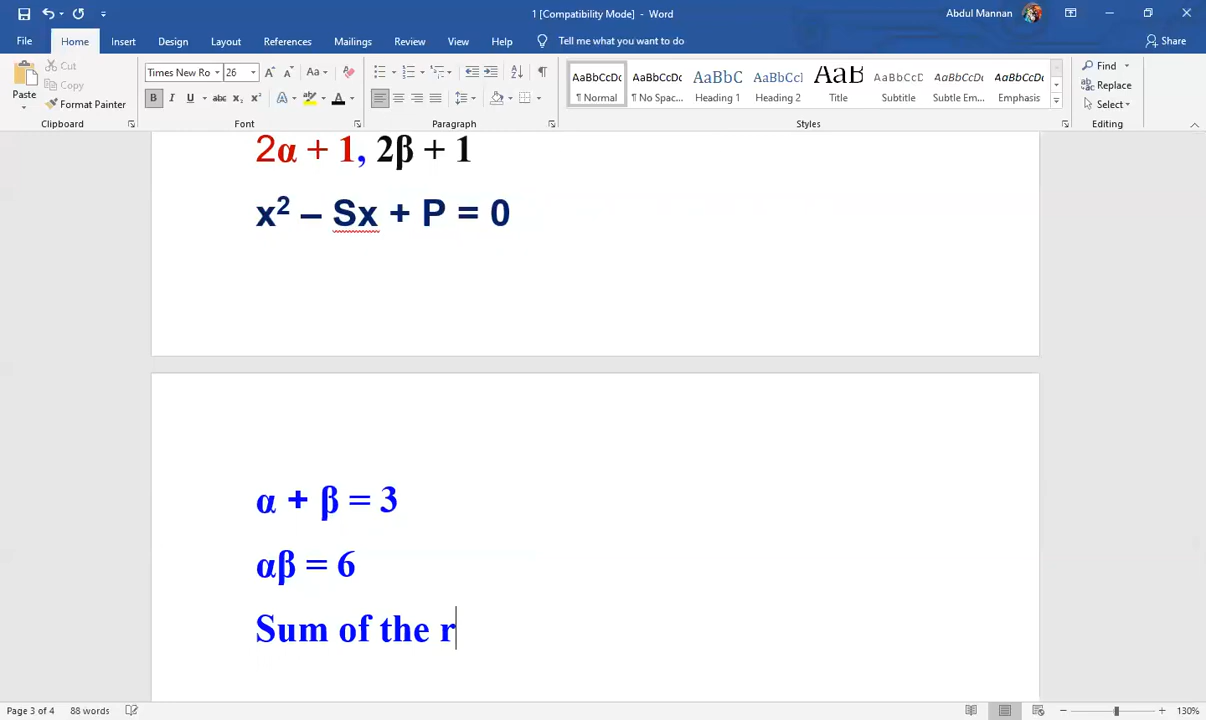 1 [Compatibility Mode] - Word
Abdul Mannan
File Home Insert Design Layout References Mailings Review View Help Tell me what you want to do Share
Paste
Cut
Copy
Format Painter
Clipboard
Times New Ro 26
Font
Paragraph
AaBbCcDc AaBbCcDc AaBbC AaBbCcl AaB AaBbCcD AaBbCcD AaBbCcDc
¶ Normal ¶ No Spac... Heading 1 Heading 2 Title Subtitle Subtle Em... Emphasis
Styles
Find
Replace
Select
Editing
2α + 1, 2β + 1
x² – Sx + P = 0
α + β = 3
αβ = 6
Sum of the r
Page 3 of 4 88 words 130%